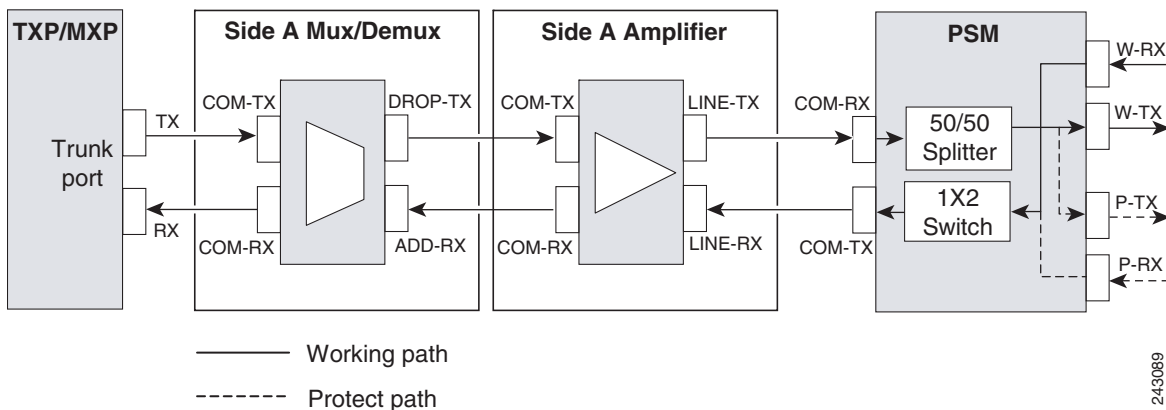 TXP/MXP
Trunk
port
TX
RX
Side A Mux/Demux
COM-TX
DROP-TX
COM-RX
ADD-RX
Side A Amplifier
COM-TX
LINE-TX
COM-RX
LINE-RX
PSM
COM-RX
50/50
Splitter
1X2
Switch
COM-TX
W-RX
W-TX
P-TX
P-RX
Working path
Protect path
243089